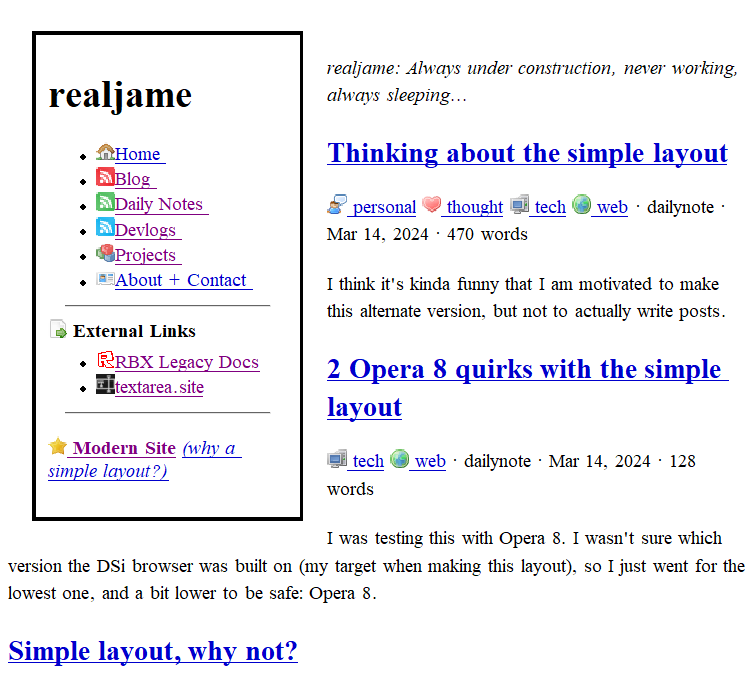 realjame
Home
Blog
Daily Notes
Devlogs
Projects
About + Contact
External Links
RBX Legacy Docs
textarea.site
Modern Site (why a
simple layout?)
realjame: Always under construction, never working,
always sleeping…
Thinking about the simple layout
personal thought tech web · dailynote ·
Mar 14, 2024 · 470 words
I think it's kinda funny that I am motivated to make
this alternate version, but not to actually write posts.
2 Opera 8 quirks with the simple
layout
tech web · dailynote · Mar 14, 2024 · 128
words
I was testing this with Opera 8. I wasn't sure which
version the DSi browser was built on (my target when making this layout), so I just went for the
lowest one, and a bit lower to be safe: Opera 8.
Simple layout, why not?